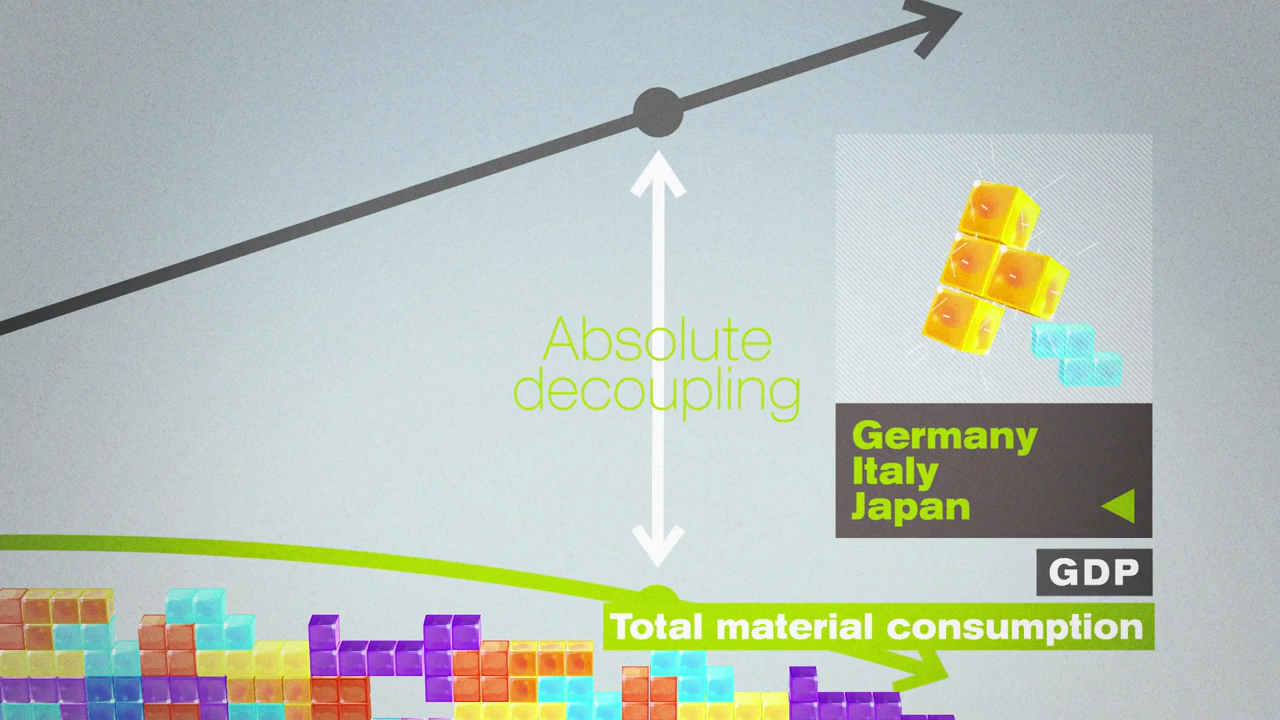 Absolute
decoupling
Germany
Italy
Japan
GDP
Total material consumption